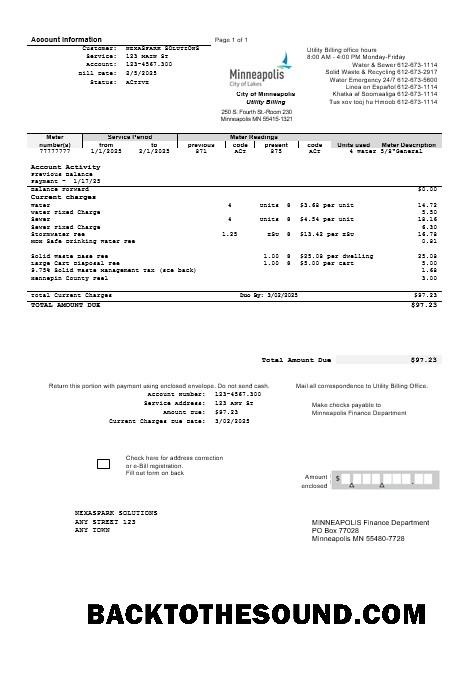 Account Information
Page 1 of 1
Customer: NEXASPARK SOLUTIONS
Service: 123 MAIN St
Account: 123-4567.300
Bill Date: 2/5/2025
Status: ACTIVE
Minneapolis
City of Lakes
City of Minneapolis
Utility Billing
250 S. Fourth St.-Room 230
Minneapolis MN 55415-1321
Utility Billing office hours
8:00 AM - 4:00 PM Monday-Friday
Water & Sewer 612-673-1114
Solid Waste & Recycling 612-673-2917
Water Emergency 24/7 612-673-5600
Linea en Español 612-673-1114
Khatka af Soomaaliga 612-673-1114
Tus xov tooj hu Hmoob 612-673-1114
Meter Service Period Meter Readings
number(s) from to previous code present code Units used Meter Description
77777777 1/1/2025 2/1/2025 871 ACt 875 ACt 4 Water 5/8"General
Account Activity
Previous Balance
Payment - 1/17/25
Balance Forward $0.00
Current charges
Water 4 Units @ $3.68 per unit 14.72
Water Fixed Charge 5.50
Sewer 4 Units @ $4.54 per unit 18.16
Sewer Fixed Charge 6.30
Stormwater Fee 1.25 ESU @ $13.42 per ESU 16.78
MDH Safe Drinking Water Fee 0.81
Solid Waste Base Fee 1.00 @ $25.08 per dwelling 25.08
Large Cart Disposal Fee 1.00 @ $5.00 per cart 5.00
9.75% Solid Waste Management Tax (see back) 1.68
Hennepin County Fee1 3.00
Total Current Charges Due By: 3/02/2025 $97.23
TOTAL AMOUNT DUE $97.23
Total Amount Due $97.23
Return this portion with payment using enclosed envelope. Do not send cash.
Mail all correspondence to Utility Billing Office.
Account Number: 123-4567.300
Service Address: 123 ANY St
Amount Due: $97.23
Current Charges Due Date: 3/02/2025
Make checks payable to
Minneapolis Finance Department
Check here for address correction
or e-Bill registration.
Fill out form on back
Amount
enclosed
$
NEXASPARK SOLUTIONS
ANY STREET 123
ANY TOWN
MINNEAPOLIS Finance Department
PO Box 77028
Minneapolis MN 55480-7728
BACKTOTHESOUND.COM